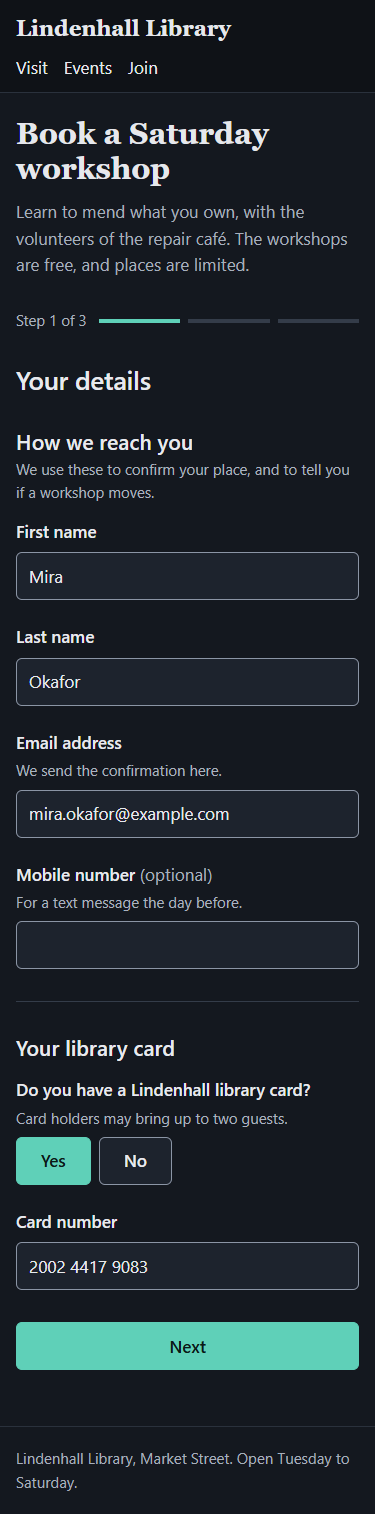 Lindenhall Library
Visit Events Join
Book a Saturday
workshop
Learn to mend what you own, with the
volunteers of the repair café. The workshops
are free, and places are limited.
Step 1 of 3
Your details
How we reach you
We use these to confirm your place, and to tell you
if a workshop moves.
First name
Mira
Last name
Okafor
Email address
We send the confirmation here.
mira.okafor@example.com
Mobile number (optional)
For a text message the day before.
Your library card
Do you have a Lindenhall library card?
Card holders may bring up to two guests.
Yes No
Card number
2002 4417 9083
Next
Lindenhall Library, Market Street. Open Tuesday to
Saturday.